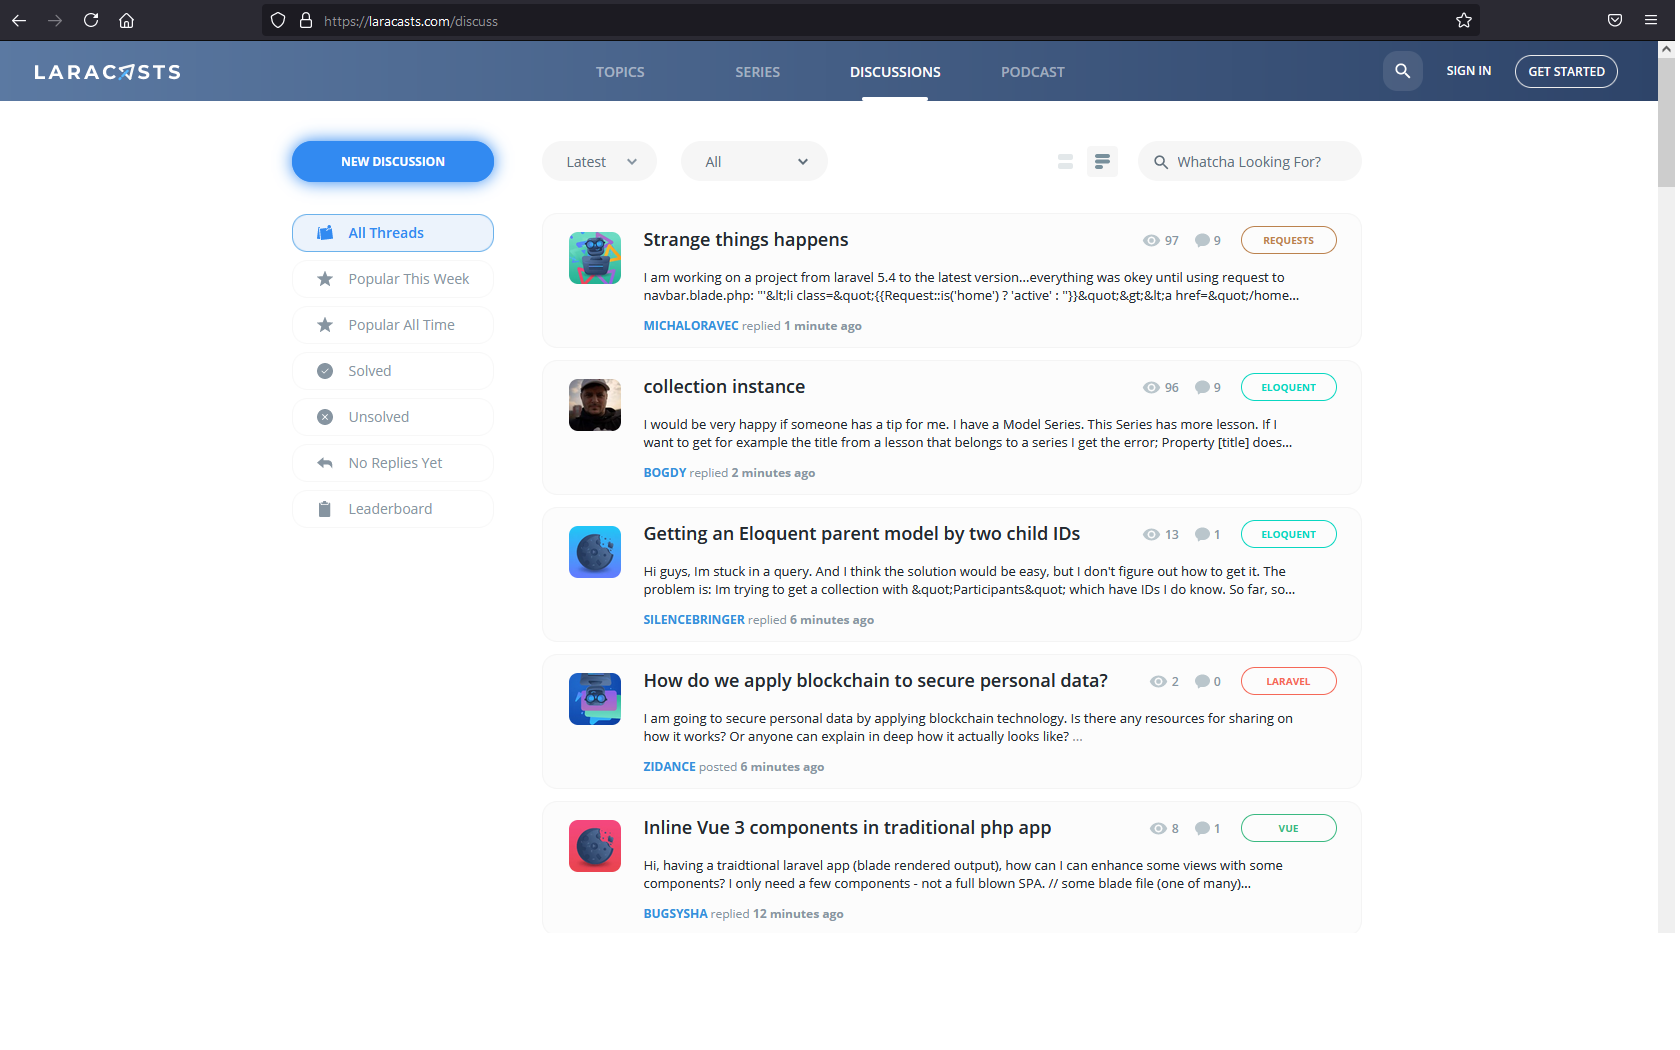 https://laracasts.com/discuss
LARACASTS
TOPICS
SERIES
DISCUSSIONS
PODCAST
SIGN IN
GET STARTED
NEW DISCUSSION
Latest
All
Whatcha Looking For?
All Threads
Popular This Week
Popular All Time
Solved
Unsolved
No Replies Yet
Leaderboard
Strange things happens
97
9
REQUESTS
I am working on a project from laravel 5.4 to the latest version...everything was okey until using request to
navbar.blade.php: "'&lt;li class=&quot;{{Request::is('home') ? 'active' : ''}}&quot;&gt;&lt;a href=&quot;/home...
MICHALORAVEC replied 1 minute ago
collection instance
96
9
ELOQUENT
I would be very happy if someone has a tip for me. I have a Model Series. This Series has more lesson. If I
want to get for example the title from a lesson that belongs to a series I get the error; Property [title] does...
BOGDY replied 2 minutes ago
Getting an Eloquent parent model by two child IDs
13
1
ELOQUENT
Hi guys, Im stuck in a query. And I think the solution would be easy, but I don't figure out how to get it. The
problem is: Im trying to get a collection with &quot;Participants&quot; which have IDs I do know. So far, so...
SILENCEBRINGER replied 6 minutes ago
How do we apply blockchain to secure personal data?
2
0
LARAVEL
I am going to secure personal data by applying blockchain technology. Is there any resources for sharing on
how it works? Or anyone can explain in deep how it actually looks like? ...
ZIDANCE posted 6 minutes ago
Inline Vue 3 components in traditional php app
8
1
VUE
Hi, having a traidtional laravel app (blade rendered output), how can I can enhance some views with some
components? I only need a few components - not a full blown SPA. // some blade file (one of many)...
BUGSYSHA replied 12 minutes ago